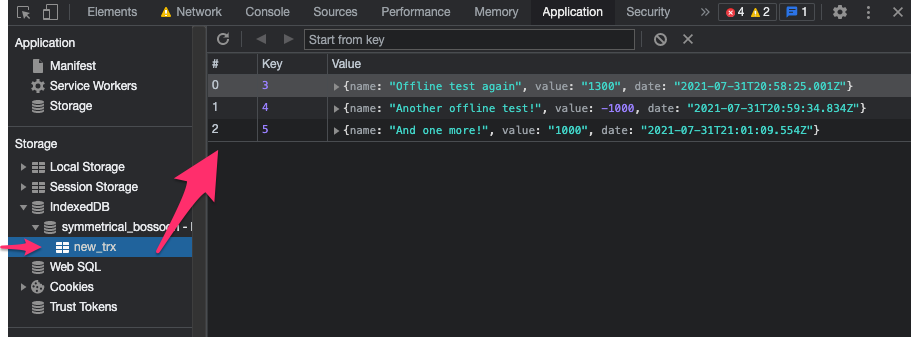 Elements Network Console Sources Performance Memory Application Security » 4 2 1
Application
Manifest
Service Workers
Storage
Storage
Local Storage
Session Storage
IndexedDB
new_trx
Web SQL
Cookies
Trust Tokens
Start from key
# Key Value
0 3 {name: "Offline test again", value: "1300", date: "2021-07-31T20:58:25.001Z"}
1 4 {name: "Another offline test!", value: -1000, date: "2021-07-31T20:59:34.834Z"}
2 5 {name: "And one more!", value: "1000", date: "2021-07-31T21:01:09.554Z"}